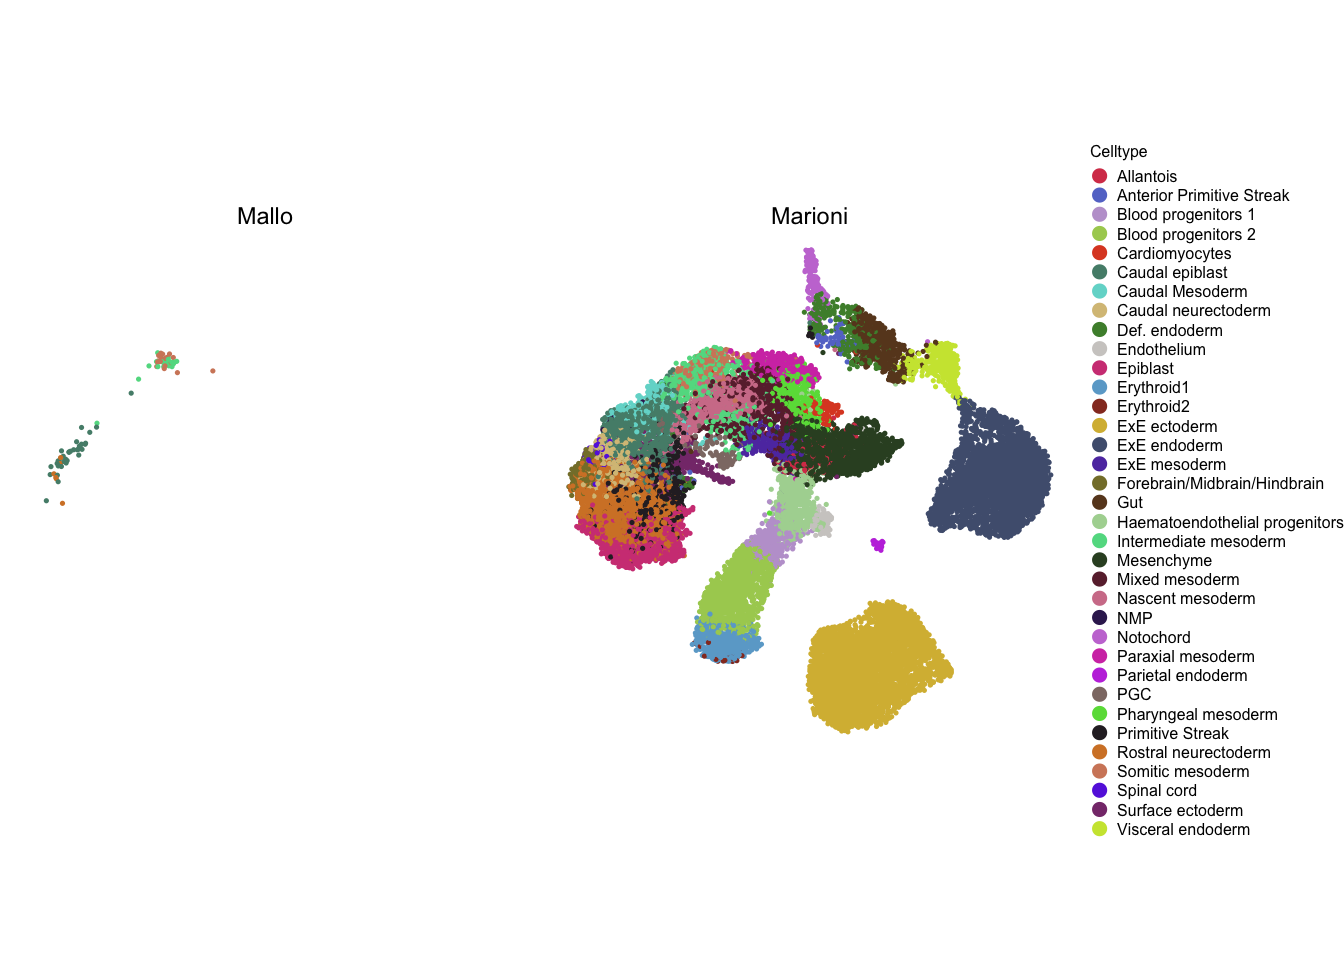 Mallo
Marioni
Celltype
Allantois
Anterior Primitive Streak
Blood progenitors 1
Blood progenitors 2
Cardiomyocytes
Caudal epiblast
Caudal Mesoderm
Caudal neurectoderm
Def. endoderm
Endothelium
Epiblast
Erythroid1
Erythroid2
ExE ectoderm
ExE endoderm
ExE mesoderm
Forebrain/Midbrain/Hindbrain
Gut
Haematoendothelial progenitors
Intermediate mesoderm
Mesenchyme
Mixed mesoderm
Nascent mesoderm
NMP
Notochord
Paraxial mesoderm
Parietal endoderm
PGC
Pharyngeal mesoderm
Primitive Streak
Rostral neurectoderm
Somitic mesoderm
Spinal cord
Surface ectoderm
Visceral endoderm